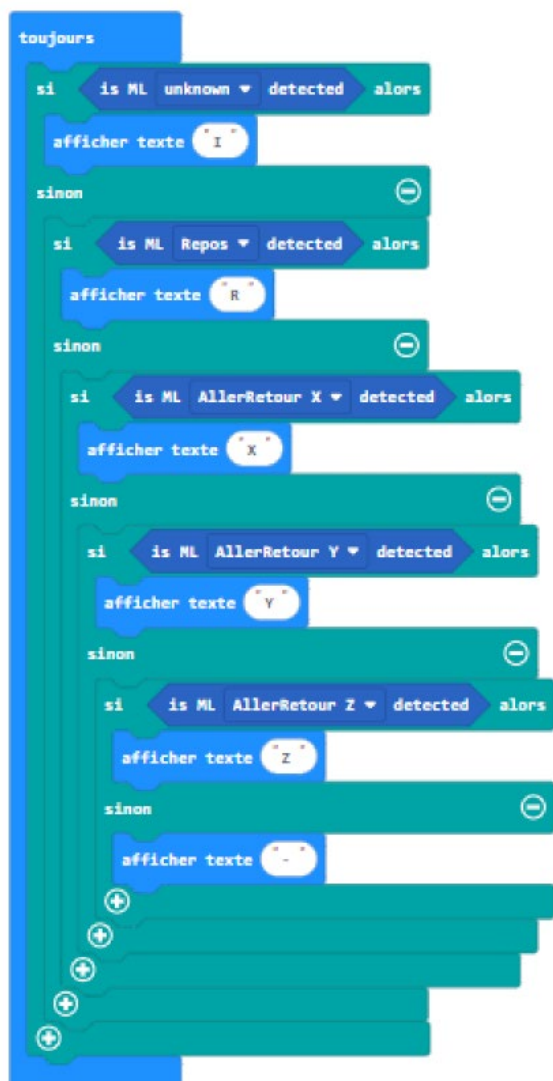 toujours
si is ML unknown detected alors
afficher texte "I"
sinon
si is ML Repos detected alors
afficher texte "R"
sinon
si is ML AllerRetour X detected alors
afficher texte "X"
sinon
si is ML AllerRetour Y detected alors
afficher texte "Y"
sinon
si is ML AllerRetour Z detected alors
afficher texte "Z"
sinon
afficher texte "-"